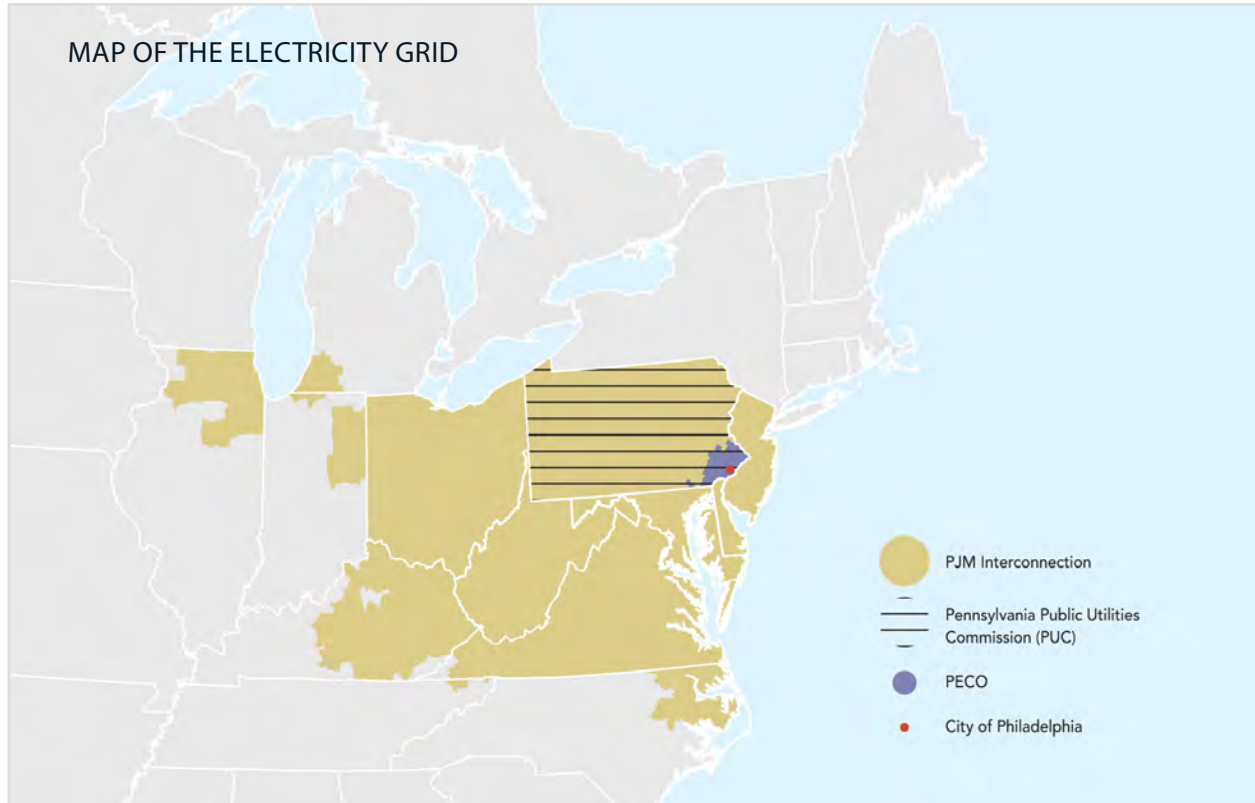 MAP OF THE ELECTRICITY GRID
PJM Interconnection
Pennsylvania Public Utilities
Commission (PUC)
PECO
City of Philadelphia